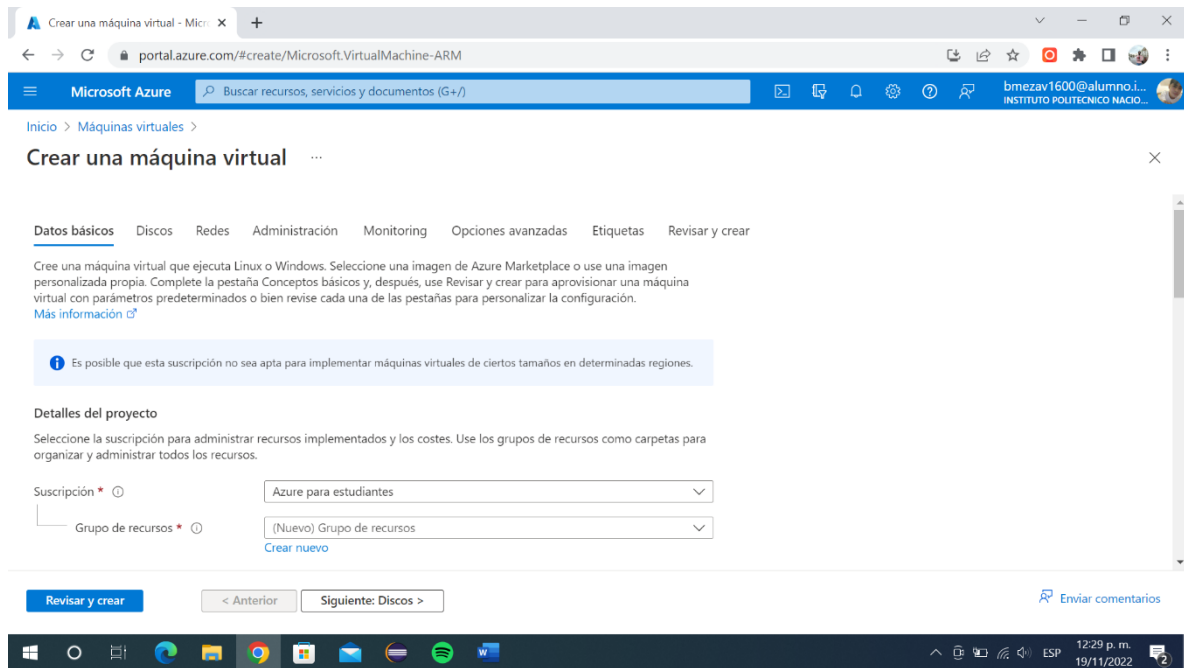 Crear una máquina virtual - Micr
portal.azure.com/#create/Microsoft.VirtualMachine-ARM
Microsoft Azure
Buscar recursos, servicios y documentos (G+/)
bmezav1600@alumno.i...
INSTITUTO POLITECNICO NACIO...
Inicio > Máquinas virtuales >
Crear una máquina virtual ...
Datos básicos Discos Redes Administración Monitoring Opciones avanzadas Etiquetas Revisar y crear
Cree una máquina virtual que ejecuta Linux o Windows. Seleccione una imagen de Azure Marketplace o use una imagen
personalizada propia. Complete la pestaña Conceptos básicos y, después, use Revisar y crear para aprovisionar una máquina
virtual con parámetros predeterminados o bien revise cada una de las pestañas para personalizar la configuración.
Más información
Es posible que esta suscripción no sea apta para implementar máquinas virtuales de ciertos tamaños en determinadas regiones.
Detalles del proyecto
Seleccione la suscripción para administrar recursos implementados y los costes. Use los grupos de recursos como carpetas para
organizar y administrar todos los recursos.
Suscripción * Azure para estudiantes
Grupo de recursos * (Nuevo) Grupo de recursos
Crear nuevo
Revisar y crear < Anterior Siguiente: Discos > Enviar comentarios
ESP
12:29 p. m.
19/11/2022
2